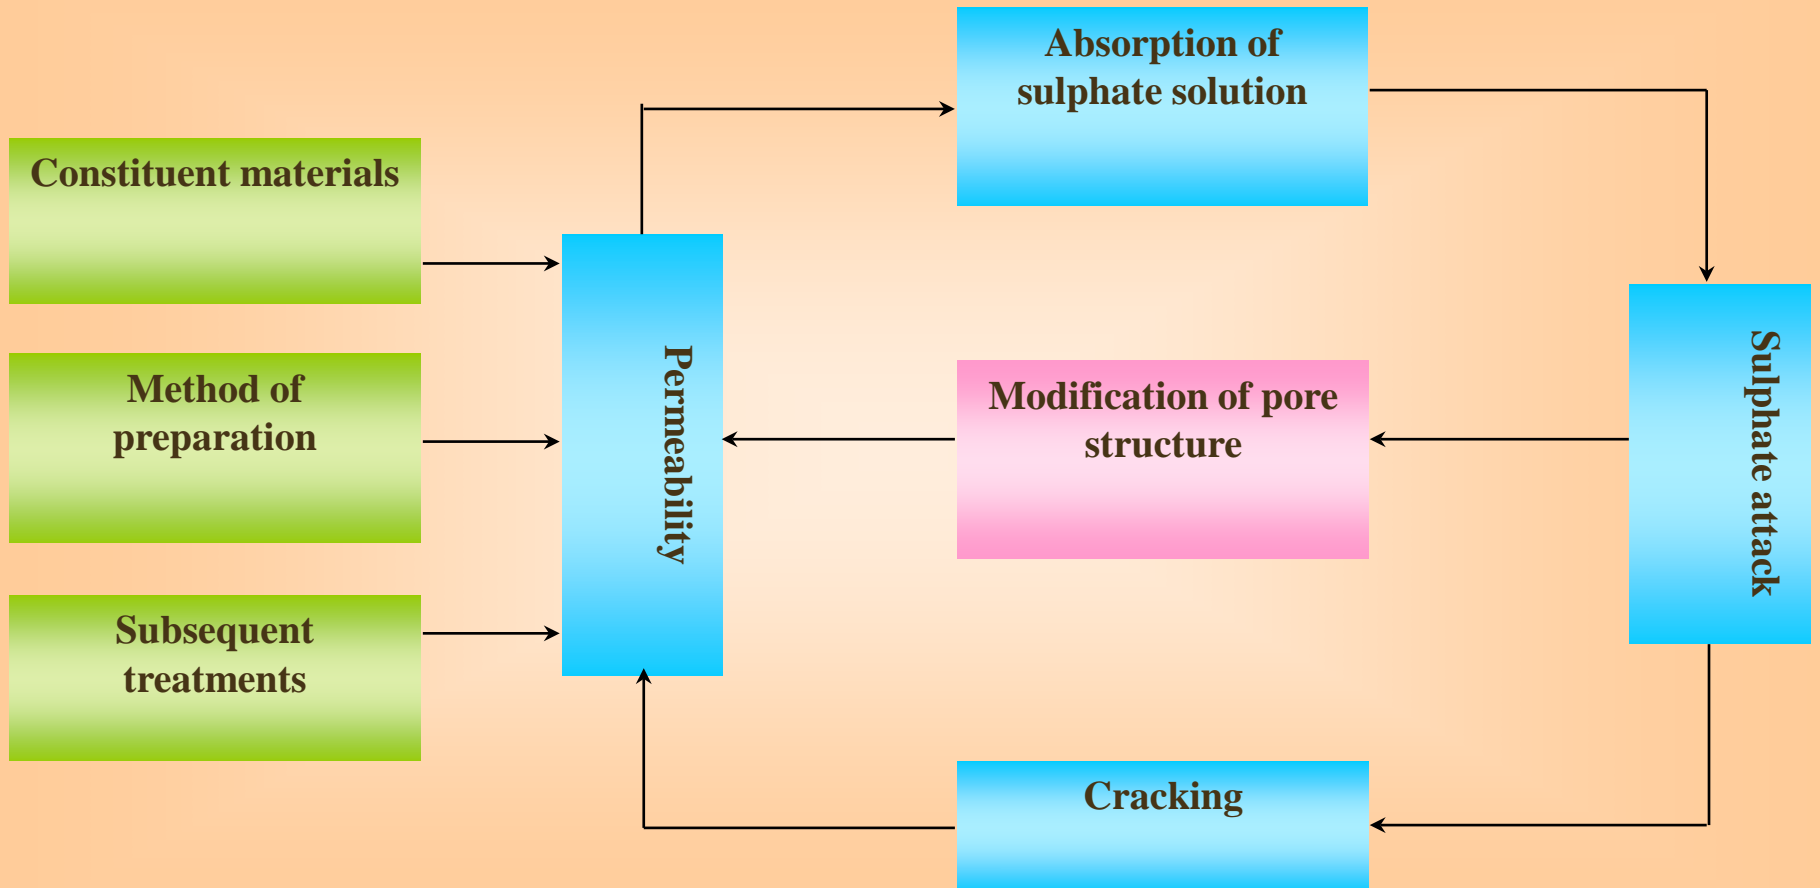 Absorption of
sulphate solution
Constituent materials
Method of
preparation
Subsequent
treatments
Permeability
Modification of pore
structure
Sulphate attack
Cracking